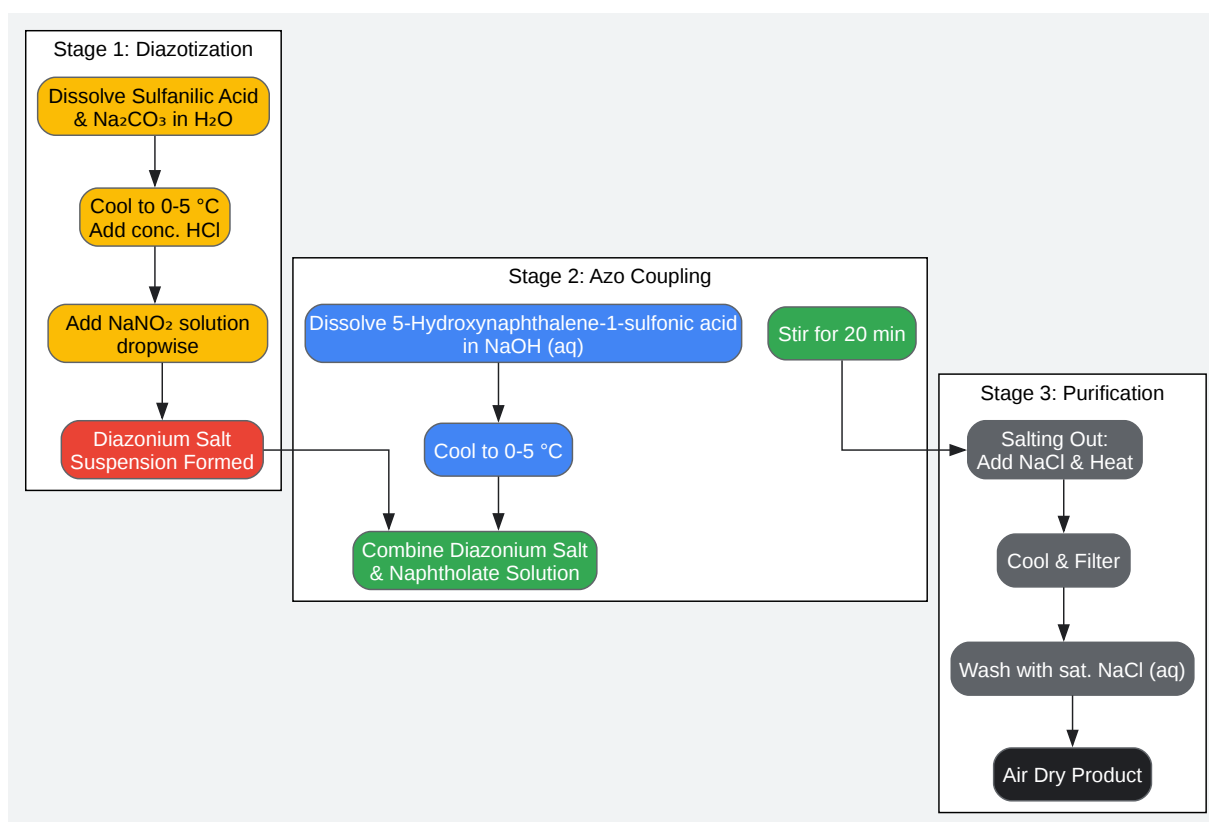 Stage 1: Diazotization
Dissolve Sulfanilic Acid
& Na₂CO₃ in H₂O
Cool to 0-5 °C
Add conc. HCl
Add NaNO₂ solution
dropwise
Diazonium Salt
Suspension Formed
Stage 2: Azo Coupling
Dissolve 5-Hydroxynaphthalene-1-sulfonic acid
in NaOH (aq)
Cool to 0-5 °C
Combine Diazonium Salt
& Naphtholate Solution
Stir for 20 min
Stage 3: Purification
Salting Out:
Add NaCl & Heat
Cool & Filter
Wash with sat. NaCl (aq)
Air Dry Product